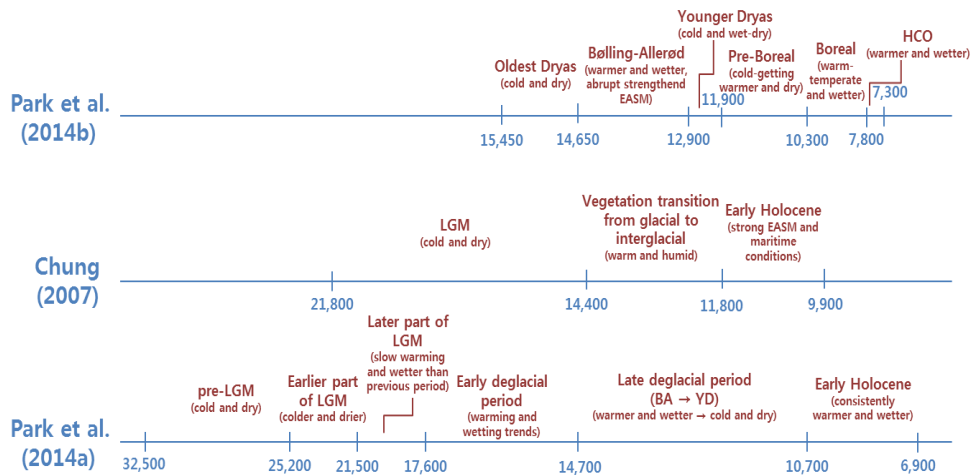 Younger Dryas
(cold and wet-dry)
HCO
(warmer and wetter)
Bølling-Allerød
(warmer and wetter,
abrupt strengthend
EASM)
Pre-Boreal
(cold-getting
warmer and dry)
Boreal
(warm-
temperate
and wetter)
Oldest Dryas
(cold and dry)
Park et al.
(2014b)
11,900
7,300
15,450
14,650
12,900
10,300
7,800
Vegetation transition
from glacial to
interglacial
(warm and humid)
Early Holocene
(strong EASM and
maritime
conditions)
LGM
(cold and dry)
Chung
(2007)
21,800
14,400
11,800
9,900
Later part of
LGM
(slow warming
and wetter than
previous period)
pre-LGM
(cold and dry)
Earlier part
of LGM
(colder and drier)
Early deglacial
period
(warming and
wetting trends)
Late deglacial period
(BA → YD)
(warmer and wetter → cold and dry)
Early Holocene
(consistently
warmer and wetter)
Park et al.
(2014a)
32,500
25,200
21,500
17,600
14,700
10,700
6,900